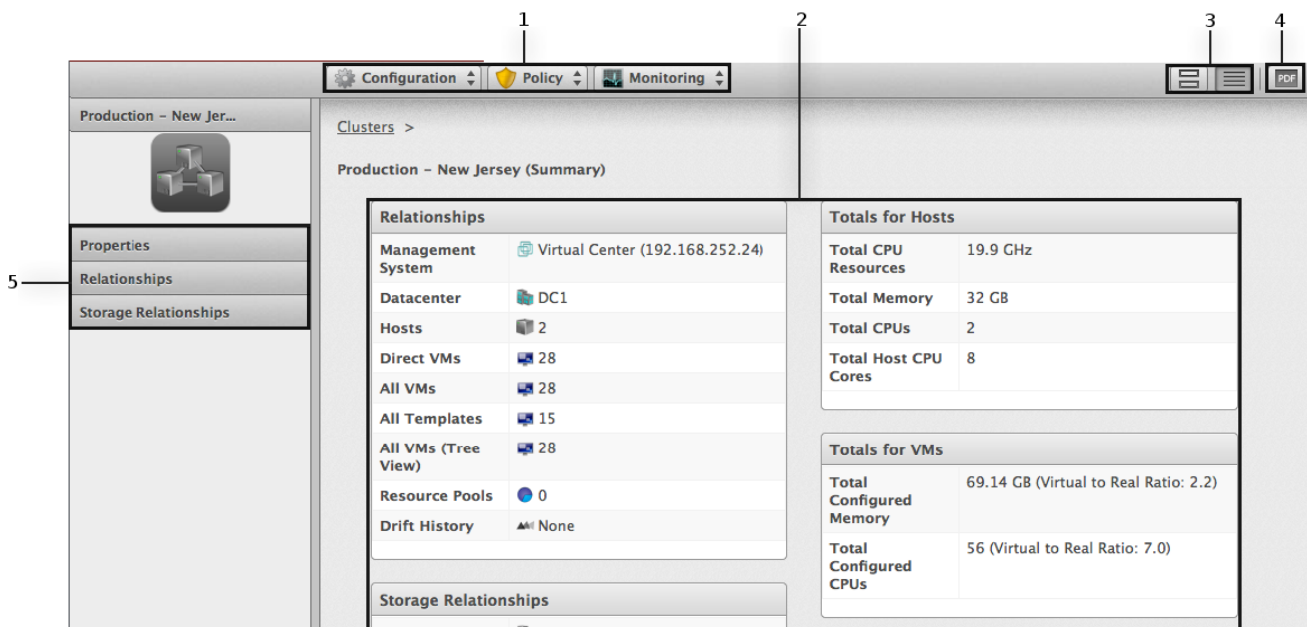 1
2
3
4
Configuration
Policy
Monitoring
PDF
Production – New Jer...
Clusters >
Production – New Jersey (Summary)
5
Properties
Relationships
Storage Relationships
Relationships
Management System
Virtual Center (192.168.252.24)
Datacenter
DC1
Hosts
2
Direct VMs
28
All VMs
28
All Templates
15
All VMs (Tree View)
28
Resource Pools
0
Drift History
None
Storage Relationships
Totals for Hosts
Total CPU Resources
19.9 GHz
Total Memory
32 GB
Total CPUs
2
Total Host CPU Cores
8
Totals for VMs
Total Configured Memory
69.14 GB (Virtual to Real Ratio: 2.2)
Total Configured CPUs
56 (Virtual to Real Ratio: 7.0)